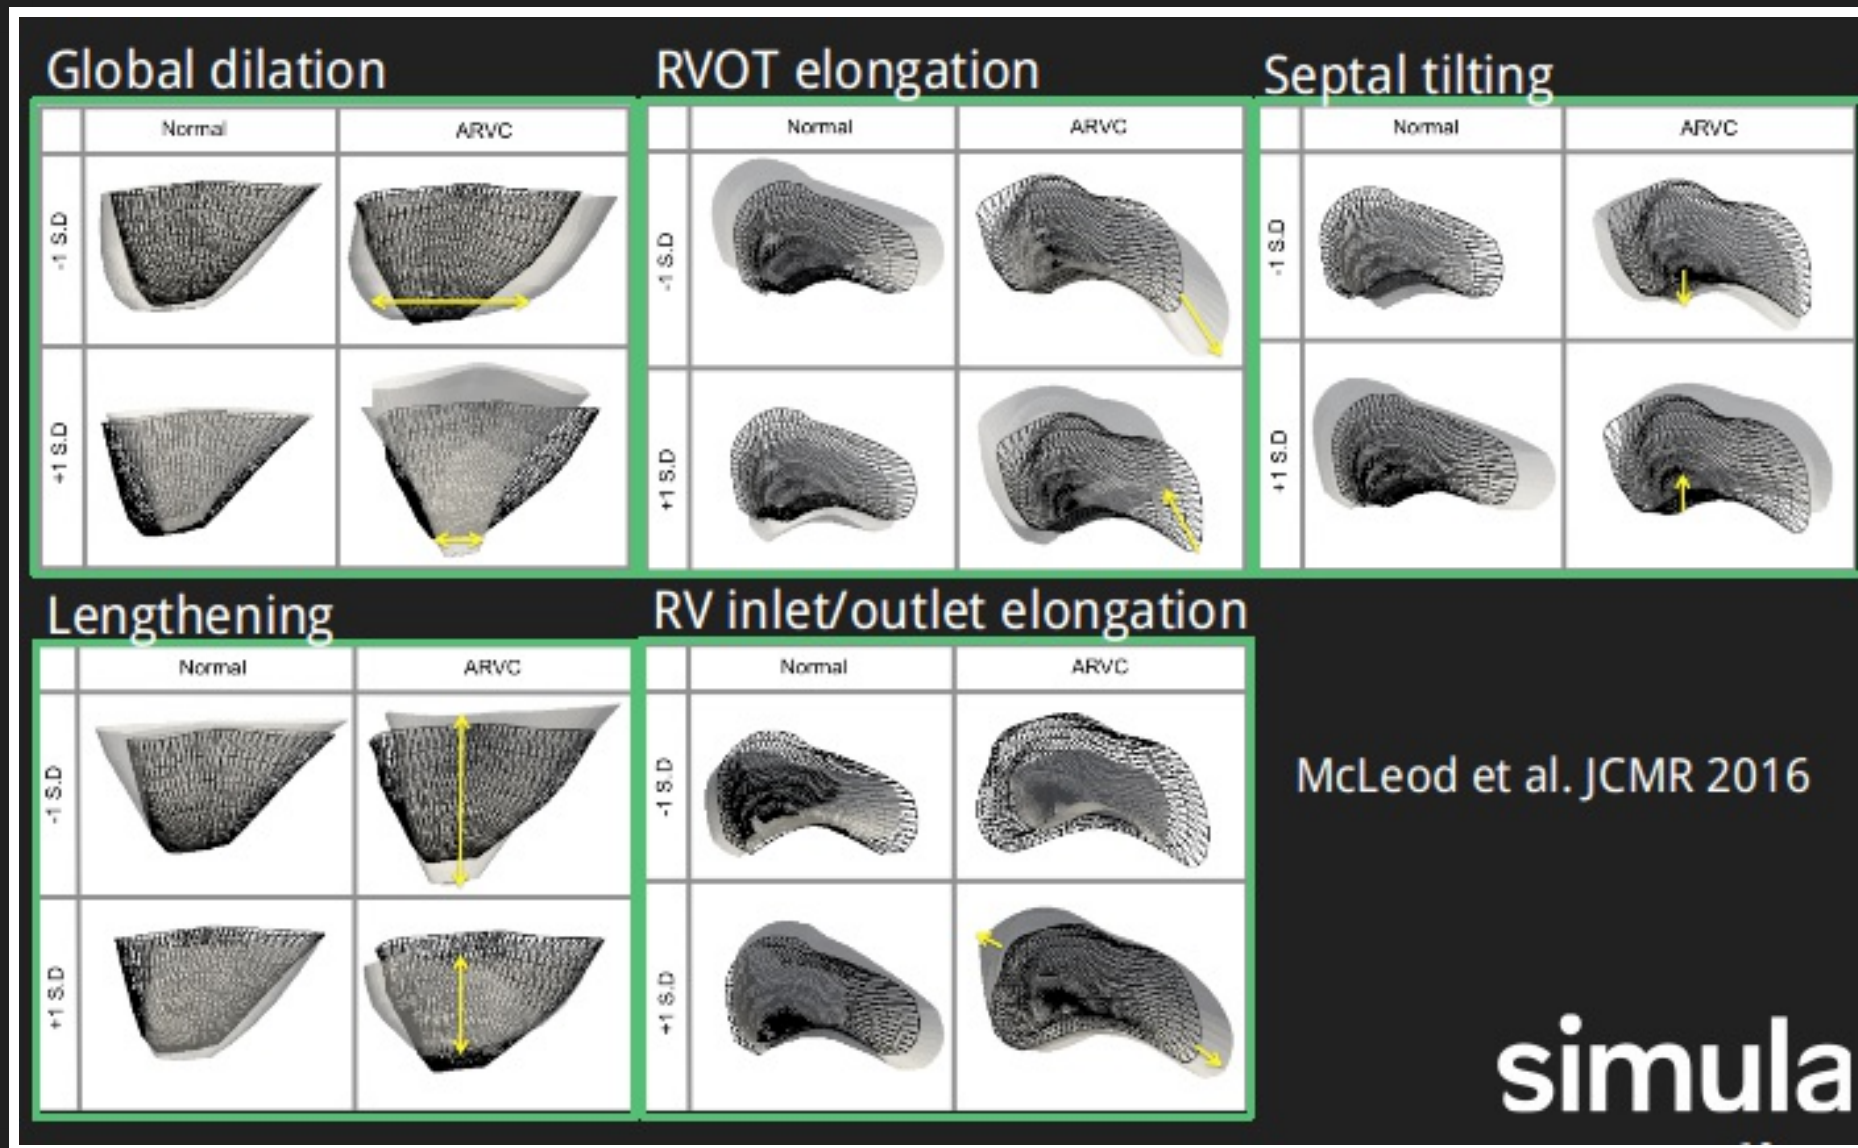 Global dilation
Normal ARVC
-1 S.D
+1 S.D
RVOT elongation
Normal ARVC
-1 S.D
+1 S.D
Septal tilting
Normal ARVC
-1 S.D
+1 S.D
Lengthening
Normal ARVC
-1 S.D
+1 S.D
RV inlet/outlet elongation
Normal ARVC
-1 S.D
+1 S.D
McLeod et al. JCMR 2016
simula